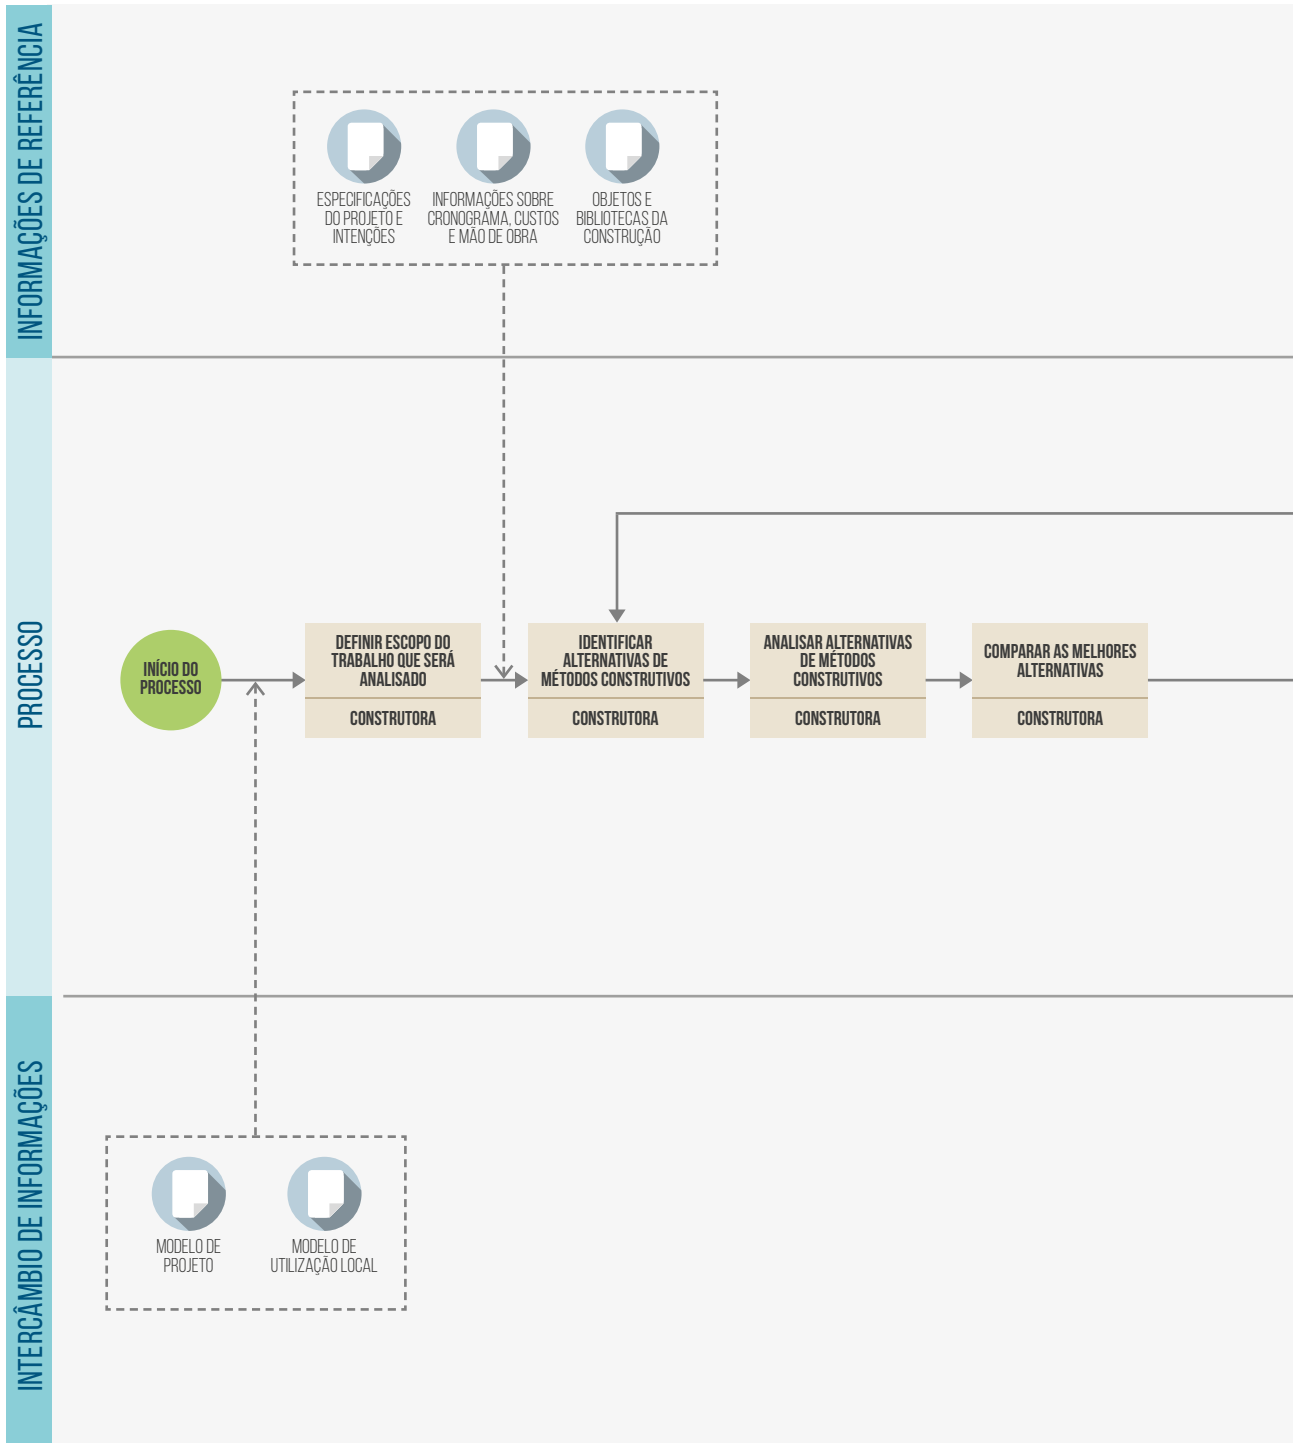 INFORMAÇÕES DE REFERÊNCIA
ESPECIFICAÇÕES
DO PROJETO E
INTENÇÕES
INFORMAÇÕES SOBRE
CRONOGRAMA, CUSTOS
E MÃO DE OBRA
OBJETOS E
BIBLIOTECAS DA
CONSTRUÇÃO
PROCESSO
INÍCIO DO
PROCESSO
DEFINIR ESCOPO DO
TRABALHO QUE SERÁ
ANALISADO
CONSTRUTORA
IDENTIFICAR
ALTERNATIVAS DE
MÉTODOS CONSTRUTIVOS
CONSTRUTORA
ANALISAR ALTERNATIVAS
DE MÉTODOS
CONSTRUTIVOS
CONSTRUTORA
COMPARAR AS MELHORES
ALTERNATIVAS
CONSTRUTORA
INTERCÂMBIO DE INFORMAÇÕES
MODELO DE
PROJETO
MODELO DE
UTILIZAÇÃO LOCAL